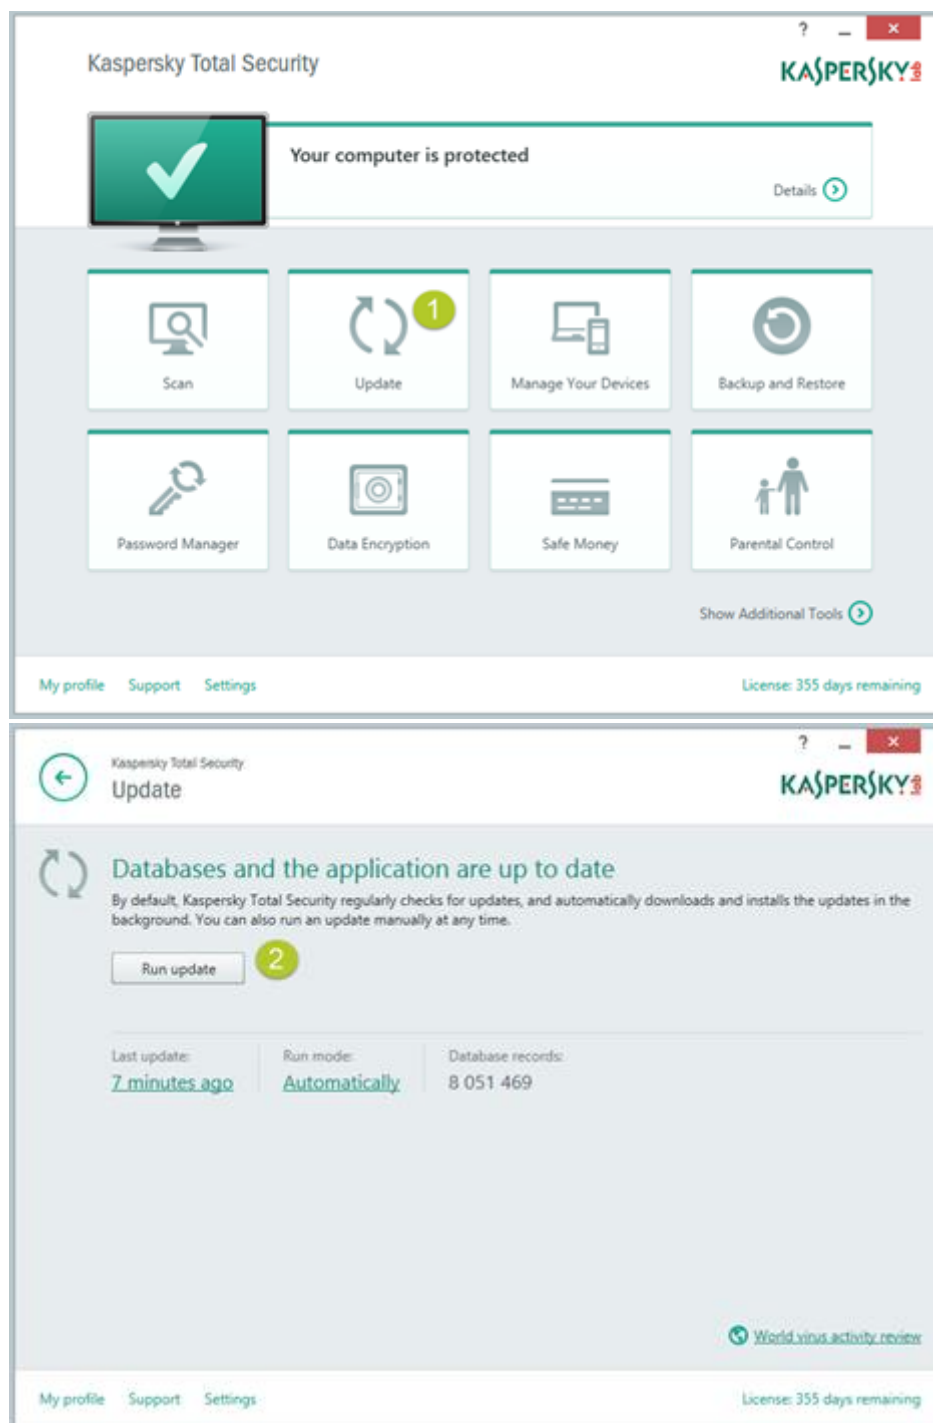 ?
Kaspersky Total Security
KASPERSKY lab
Your computer is protected
Details
1
Scan
Update
Manage Your Devices
Backup and Restore
Password Manager
Data Encryption
Safe Money
Parental Control
Show Additional Tools
My profile Support Settings License: 355 days remaining
?
Kaspersky Total Security
Update
KASPERSKY lab
Databases and the application are up to date
By default, Kaspersky Total Security regularly checks for updates, and automatically downloads and installs the updates in the
background. You can also run an update manually at any time.
Run update
2
Last update: Run mode: Database records:
7 minutes ago Automatically 8 051 469
World virus activity review
My profile Support Settings License: 355 days remaining